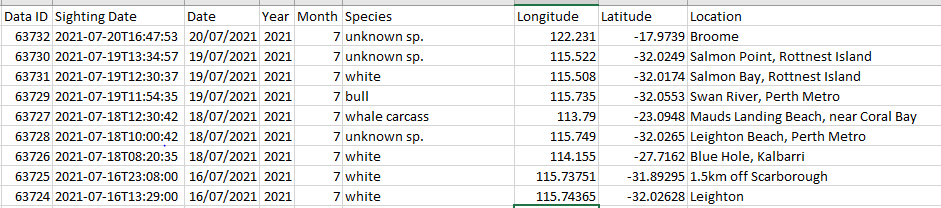 Data ID Sighting Date Date Year Month Species Longitude Latitude Location
63732 2021-07-20T16:47:53 20/07/2021 2021 7 unknown sp. 122.231 -17.9739 Broome
63730 2021-07-19T13:34:57 19/07/2021 2021 7 unknown sp. 115.522 -32.0249 Salmon Point, Rottnest Island
63731 2021-07-19T12:30:37 19/07/2021 2021 7 white 115.508 -32.0174 Salmon Bay, Rottnest Island
63729 2021-07-19T11:54:35 19/07/2021 2021 7 bull 115.735 -32.0553 Swan River, Perth Metro
63727 2021-07-18T12:30:42 18/07/2021 2021 7 whale carcass 113.79 -23.0948 Mauds Landing Beach, near Coral Bay
63728 2021-07-18T10:00:42 18/07/2021 2021 7 unknown sp. 115.749 -32.0265 Leighton Beach, Perth Metro
63726 2021-07-18T08:20:35 18/07/2021 2021 7 white 114.155 -27.7162 Blue Hole, Kalbarri
63725 2021-07-16T23:08:00 16/07/2021 2021 7 white 115.73751 -31.89295 1.5km off Scarborough
63724 2021-07-16T13:29:00 16/07/2021 2021 7 white 115.74365 -32.02628 Leighton